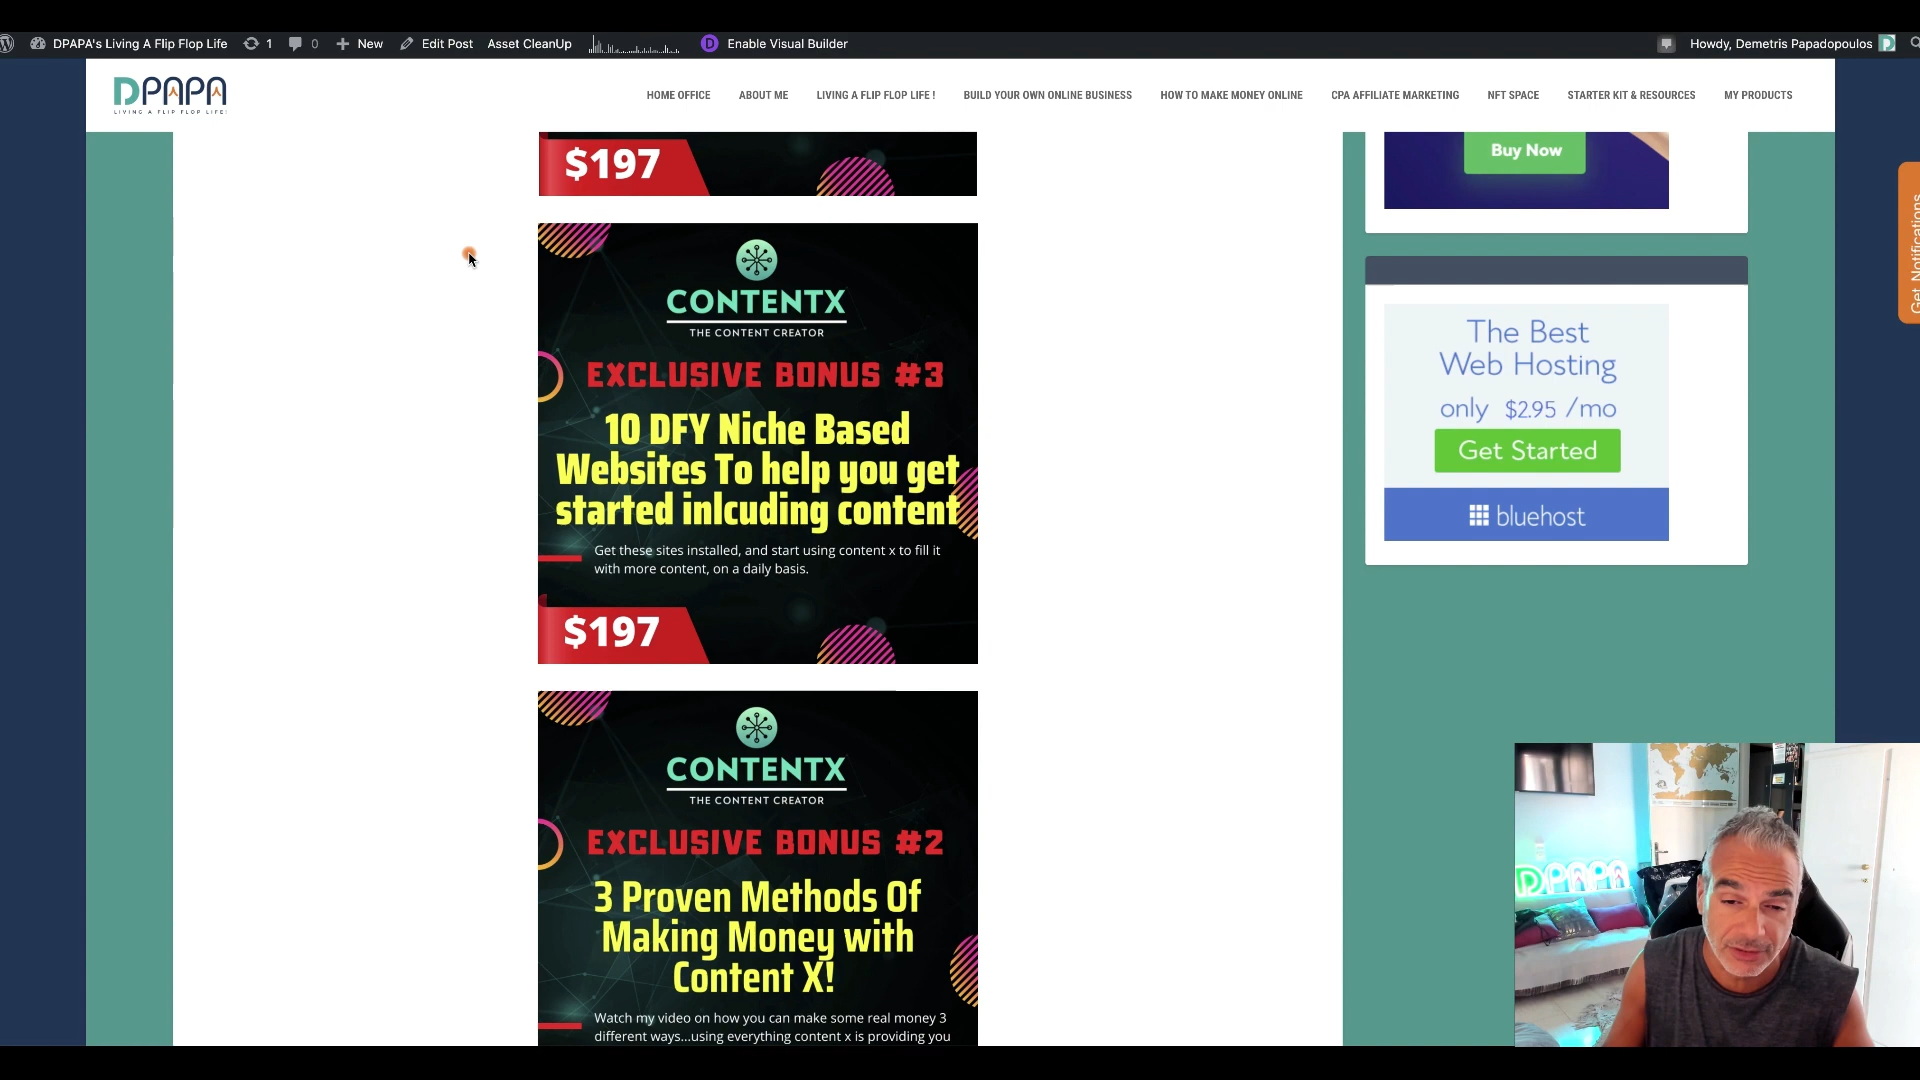 DPAPA's Living A Flip Flop Life 1 0 New Edit Post Asset CleanUp D Enable Visual Builder Howdy, Demetris Papadopoulos
DPAPA
LIVING A FLIP FLOP LIFE!
HOME OFFICE ABOUT ME LIVING A FLIP FLOP LIFE ! BUILD YOUR OWN ONLINE BUSINESS HOW TO MAKE MONEY ONLINE CPA AFFILIATE MARKETING NFT SPACE STARTER KIT & RESOURCES MY PRODUCTS
$197
Buy Now
Get Notifications
CONTENTX
THE CONTENT CREATOR
EXCLUSIVE BONUS #3
10 DFY Niche Based
Websites To help you get
started inlcuding content
Get these sites installed, and start using content x to fill it
with more content, on a daily basis.
$197
The Best
Web Hosting
only $2.95 /mo
Get Started
bluehost
CONTENTX
THE CONTENT CREATOR
EXCLUSIVE BONUS #2
3 Proven Methods Of
Making Money with
Content X!
Watch my video on how you can make some real money 3
different ways...using everything content x is providing you
DPAPA